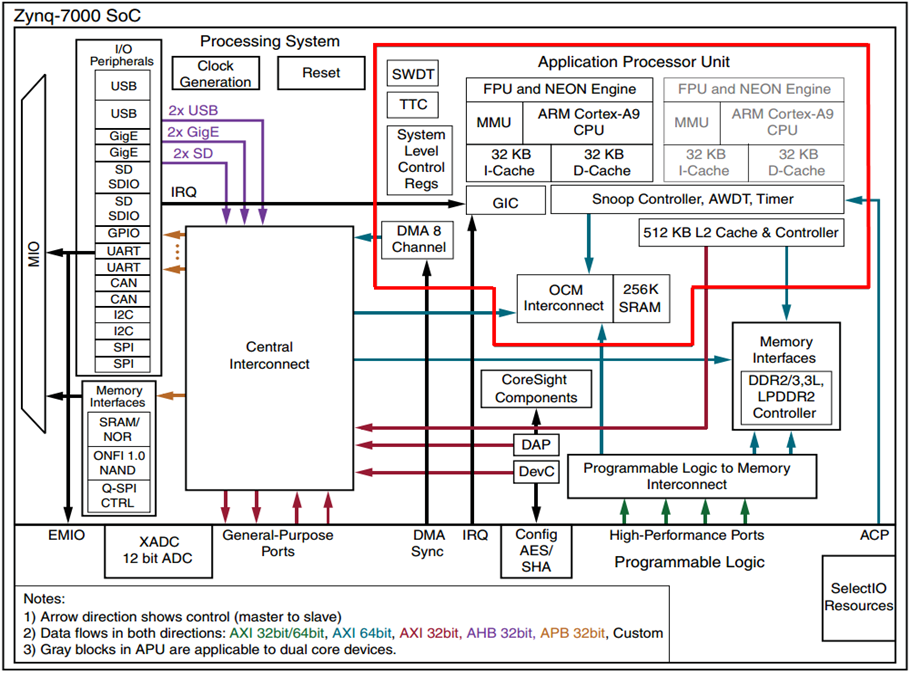 Zynq-7000 SoC
Processing System
I/O
Peripherals
USB
USB
GigE
GigE
SD
SDIO
SD
SDIO
GPIO
UART
UART
CAN
CAN
I2C
I2C
SPI
SPI
MIO
Memory
Interfaces
SRAM/
NOR
ONFI 1.0
NAND
Q-SPI
CTRL
Clock
Generation
Reset
2x USB
2x GigE
2x SD
IRQ
Central
Interconnect
Application Processor Unit
SWDT
TTC
System
Level
Control
Regs
FPU and NEON Engine
MMU
ARM Cortex-A9
CPU
32 KB
I-Cache
32 KB
D-Cache
FPU and NEON Engine
MMU
ARM Cortex-A9
CPU
32 KB
I-Cache
32 KB
D-Cache
GIC
Snoop Controller, AWDT, Timer
DMA 8
Channel
512 KB L2 Cache & Controller
OCM
Interconnect
256K
SRAM
Memory
Interfaces
DDR2/3,3L,
LPDDR2
Controller
CoreSight
Components
DAP
DevC
Programmable Logic to Memory
Interconnect
EMIO
XADC
12 bit ADC
General-Purpose
Ports
DMA
Sync
IRQ
Config
AES/
SHA
High-Performance Ports
ACP
Programmable Logic
SelectIO
Resources
Notes:
1) Arrow direction shows control (master to slave)
2) Data flows in both directions: AXI 32bit/64bit, AXI 64bit, AXI 32bit, AHB 32bit, APB 32bit, Custom
3) Gray blocks in APU are applicable to dual core devices.